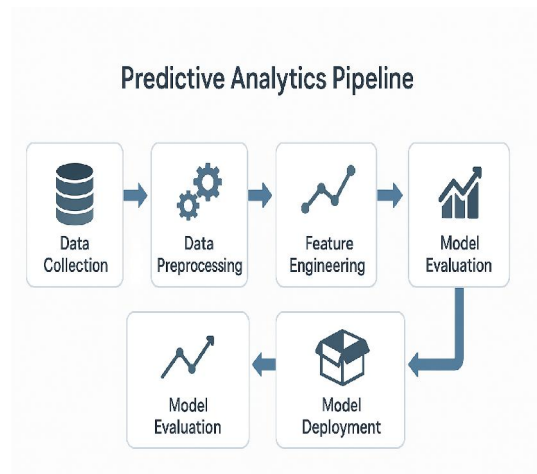 Predictive Analytics Pipeline
Data
Collection
Data
Preprocessing
Feature
Engineering
Model
Evaluation
Model
Evaluation
Model
Deployment